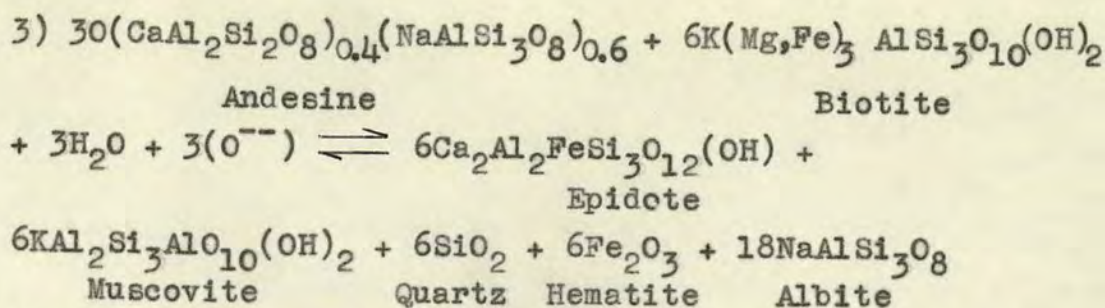 3) 30(CaAl₂Si₂O₈)₀.₄(NaAlSi₃O₈)₀.₆ + 6K(Mg,Fe)₃ AlSi₃O₁₀(OH)₂
Andesine Biotite
+ 3H₂O + 3(O⁻⁻) ⇌ 6Ca₂Al₂FeSi₃O₁₂(OH) +
Epidote
6KAl₂Si₃AlO₁₀(OH)₂ + 6SiO₂ + 6Fe₂O₃ + 18NaAlSi₃O₈
Muscovite Quartz Hematite Albite